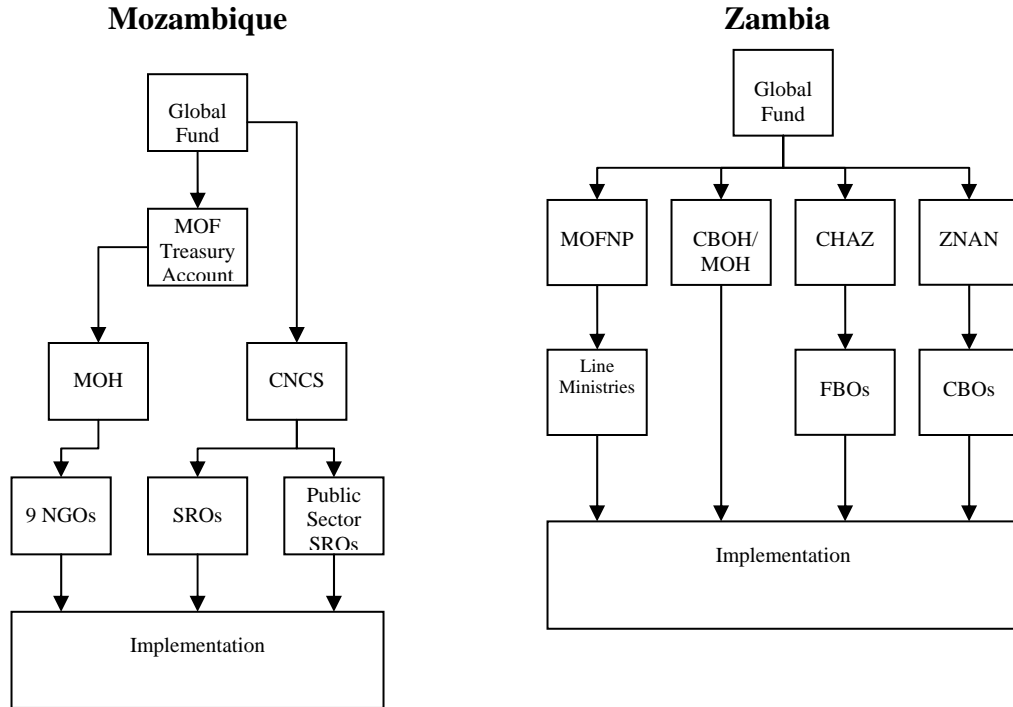 Mozambique
Global
Fund
MOF
Treasury
Account
MOH
CNCS
9 NGOs
SROs
Public
Sector
SROs
Implementation
Zambia
Global
Fund
MOFNP
CBOH/
MOH
CHAZ
ZNAN
Line
Ministries
FBOs
CBOs
Implementation